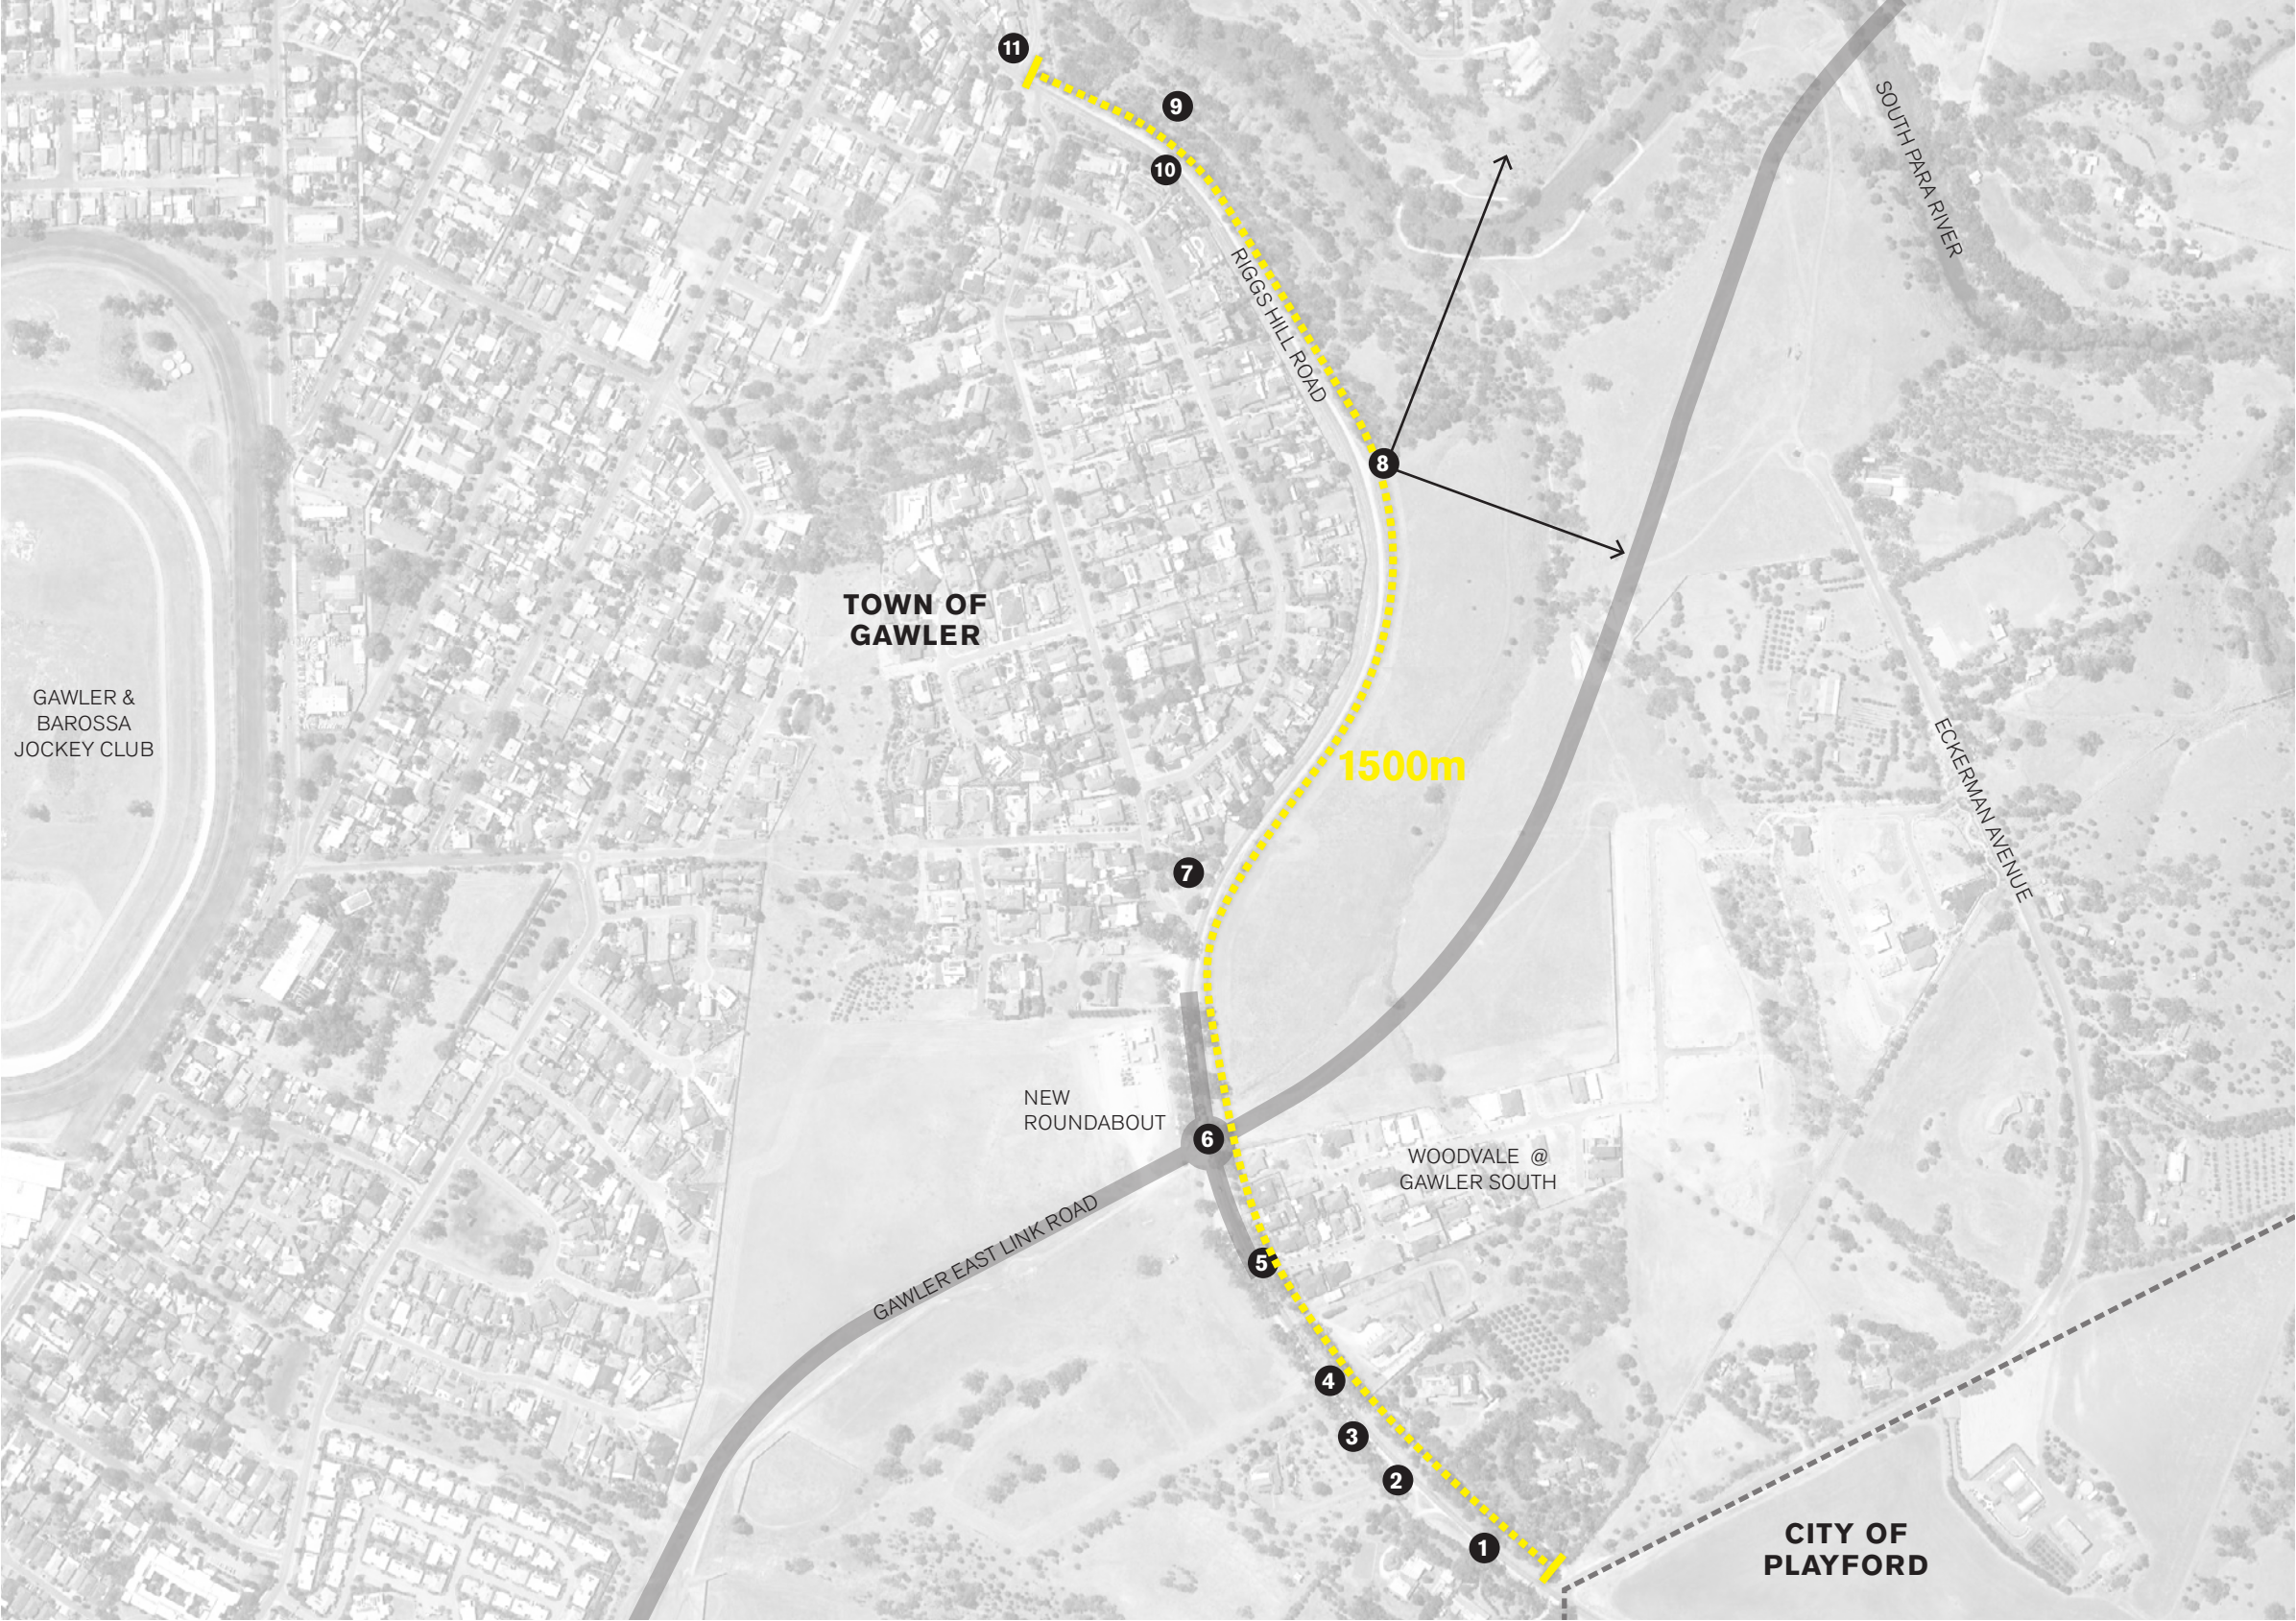 11
9
10
SOUTH PARA RIVER
RIGGS HILL ROAD
8
TOWN OF
GAWLER
GAWLER &
BAROSSA
JOCKEY CLUB
1500m
ECKERMAN AVENUE
7
NEW
ROUNDABOUT
6
WOODVALE @
GAWLER SOUTH
GAWLER EAST LINK ROAD
5
4
3
2
1
CITY OF
PLAYFORD